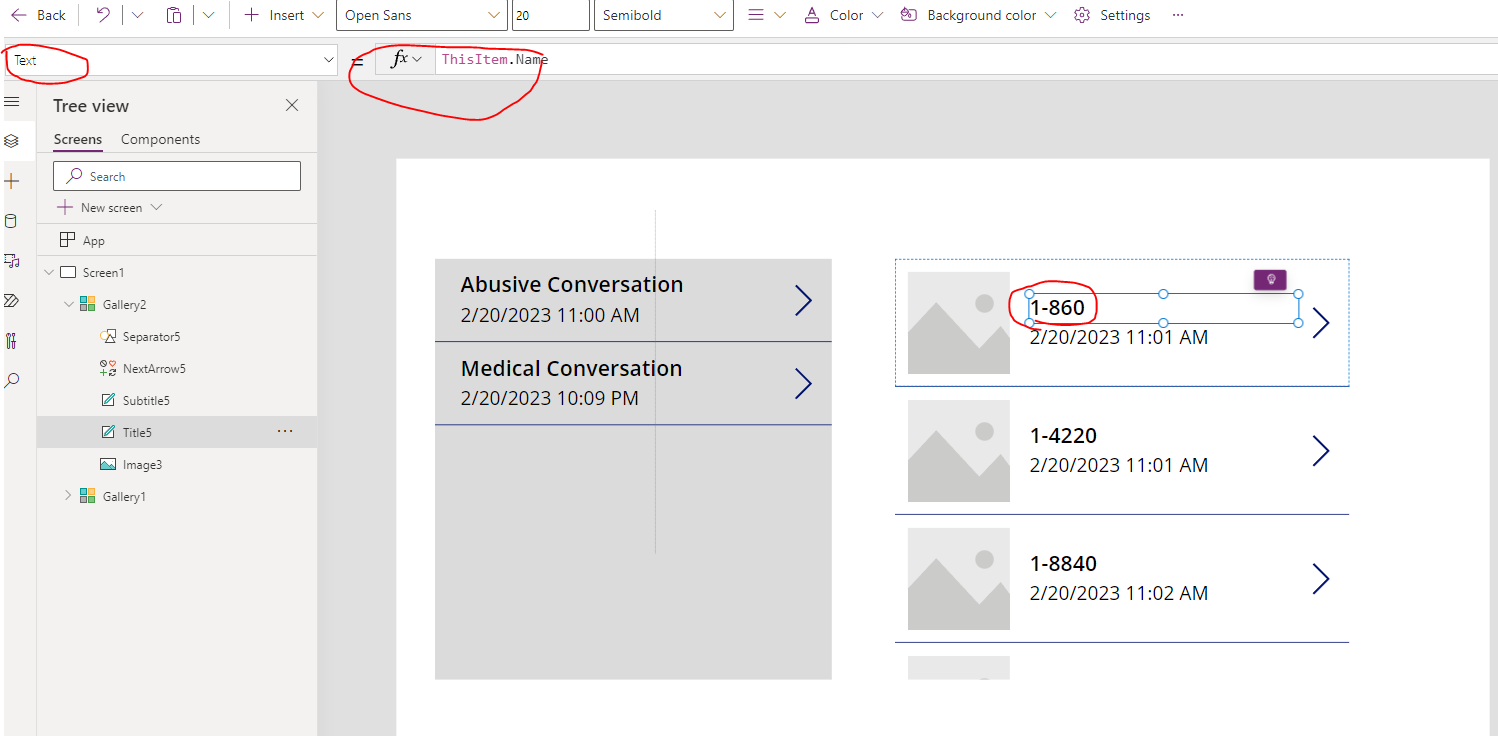 Back Insert Open Sans 20 Semibold Color Background color Settings ...
Text = fx ThisItem.Name
Tree view
Screens Components
Search
New screen
App
Screen1
Gallery2
Separator5
NextArrow5
Subtitle5
Title5 ...
Image3
Gallery1
Abusive Conversation
2/20/2023 11:00 AM
Medical Conversation
2/20/2023 10:09 PM
1-860
2/20/2023 11:01 AM
1-4220
2/20/2023 11:01 AM
1-8840
2/20/2023 11:02 AM